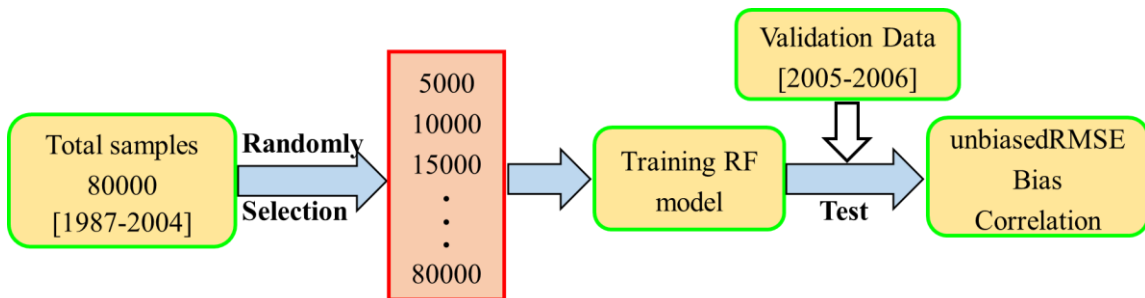 Total samples
80000
[1987-2004]
Randomly
Selection
5000
10000
15000
.
.
.
80000
Training RF
model
Validation Data
[2005-2006]
Test
unbiasedRMSE
Bias
Correlation